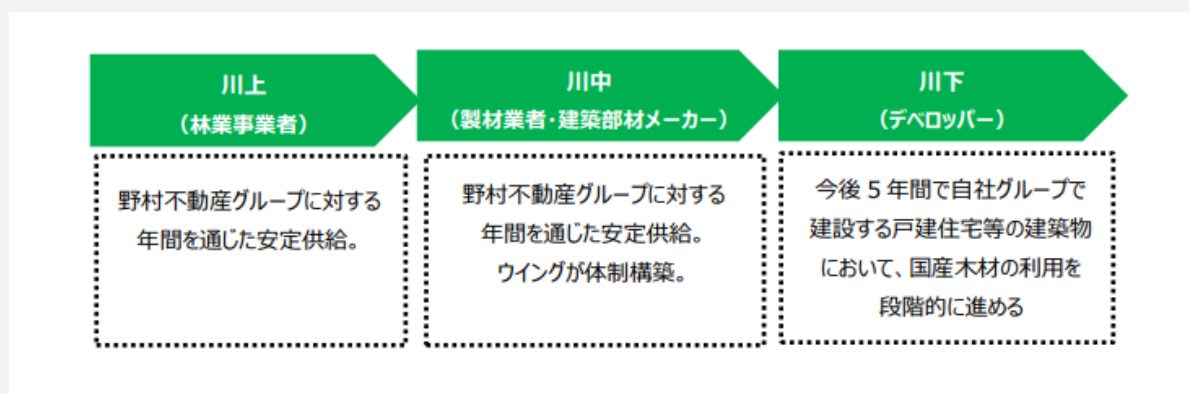 川上
(林業事業者)
川中
(製材業者・建築部材メーカー)
川下
(デベロッパー)
野村不動産グループに対する
年間を通じた安定供給。
野村不動産グループに対する
年間を通じた安定供給。
ウイングが体制構築。
今後 5 年間で自社グループで
建設する戸建住宅等の建築物
において、国産木材の利用を
段階的に進める